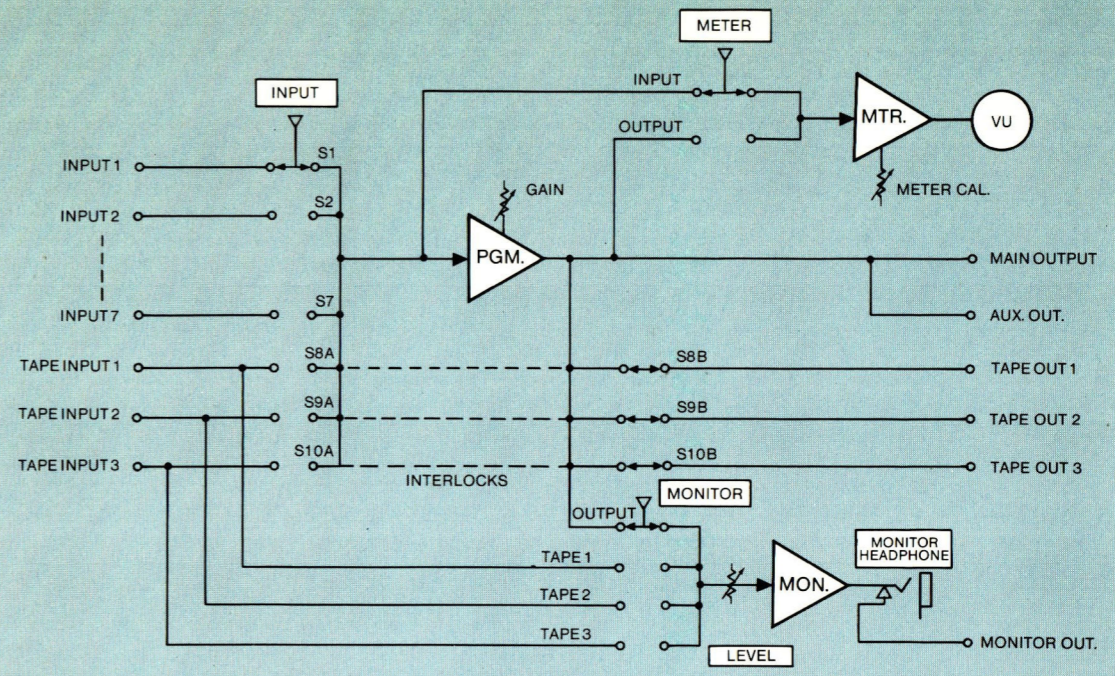 METER
INPUT
INPUT
OUTPUT
MTR.
VU
METER CAL.
INPUT 1
S1
INPUT 2
S2
GAIN
PGM.
MAIN OUTPUT
INPUT 7
S7
AUX. OUT.
TAPE INPUT 1
S8A
S8B
TAPE OUT 1
TAPE INPUT 2
S9A
S9B
TAPE OUT 2
TAPE INPUT 3
S10A
S10B
TAPE OUT 3
INTERLOCKS
MONITOR
OUTPUT
TAPE 1
TAPE 2
TAPE 3
MON.
MONITOR
HEADPHONE
LEVEL
MONITOR OUT.